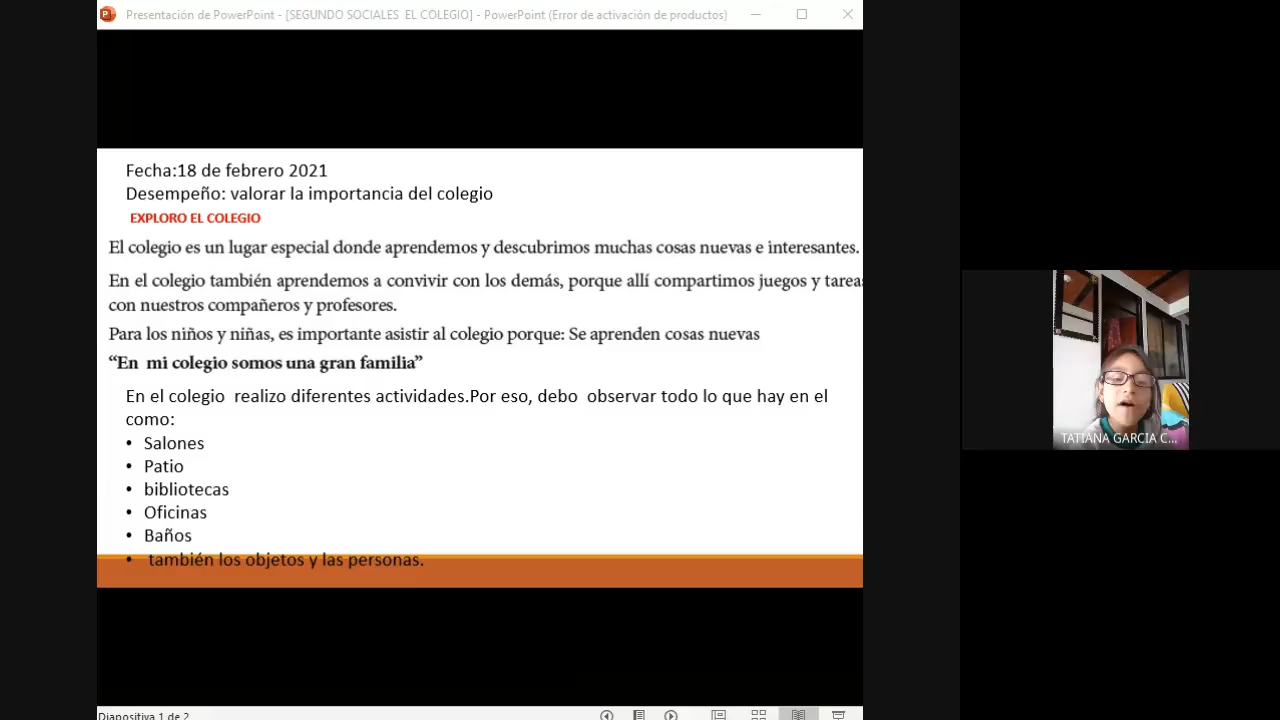 Presentación de PowerPoint - [SEGUNDO SOCIALES  EL COLEGIO] - PowerPoint (Error de activación de productos)
Fecha:18 de febrero 2021
Desempeño: valorar la importancia del colegio
EXPLORO EL COLEGIO
El colegio es un lugar especial donde aprendemos y descubrimos muchas cosas nuevas e interesantes.
En el colegio también aprendemos a convivir con los demás, porque allí compartimos juegos y tareas
con nuestros compañeros y profesores.
Para los niños y niñas, es importante asistir al colegio porque: Se aprenden cosas nuevas
“En  mi colegio somos una gran familia”
En el colegio  realizo diferentes actividades.Por eso, debo  observar todo lo que hay en el
como:
• Salones
• Patio
• bibliotecas
• Oficinas
• Baños
• también los objetos y las personas.
TATIANA GARCIA C...
Diapositiva 1 de 2